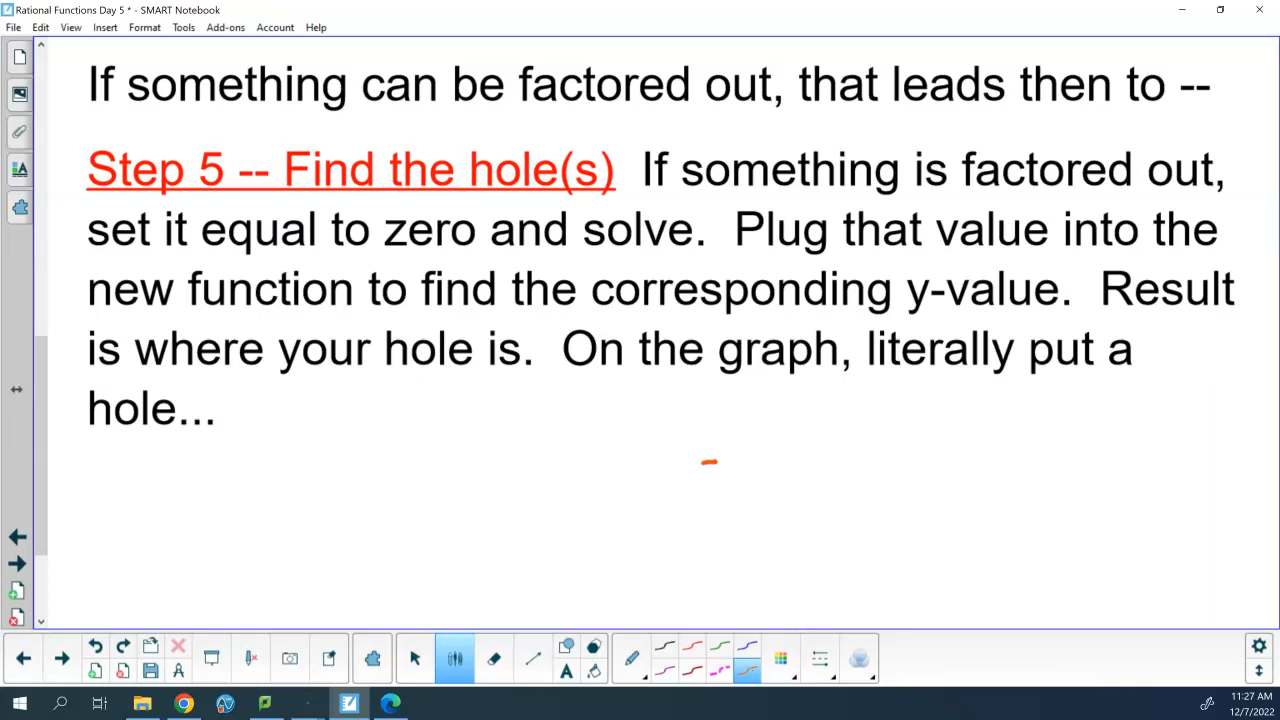 Rational Functions Day 5 * - SMART Notebook
File Edit View Insert Format Tools Add-ons Account Help
If something can be factored out, that leads then to --
Step 5 -- Find the hole(s) If something is factored out,
set it equal to zero and solve. Plug that value into the
new function to find the corresponding y-value. Result
is where your hole is. On the graph, literally put a
hole...
11:27 AM
12/7/2022